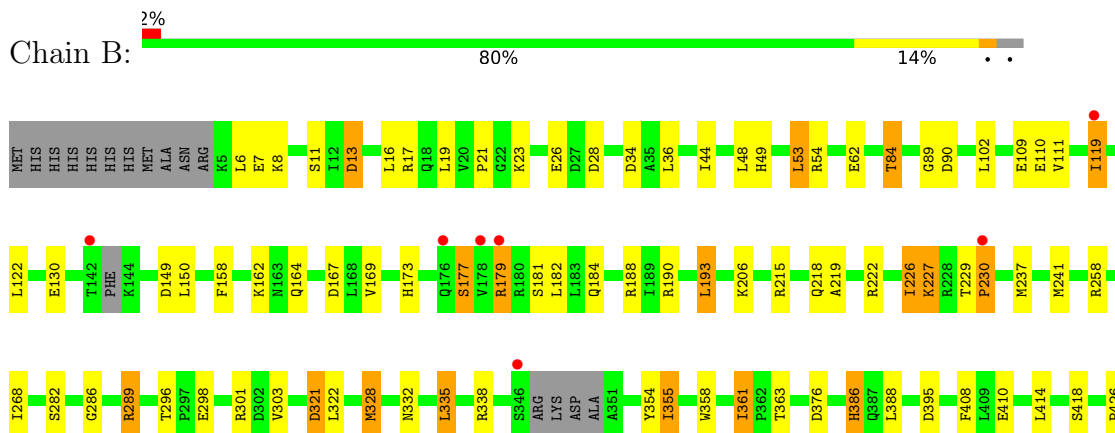 2%
Chain B:
80% 14% • •
MET HIS HIS HIS HIS HIS HIS MET ALA ASN ARG K5 L6 E7 K8 S11 I12 D13 L16 R17 Q18 L19 V20 P21 G22 K23 E26 D27 D28 D34 A35 L36 I44 L48 H49 L53 R54 E62 T84 G89 D90 L102 E109 E110 V111 I119
L122 E130 T142 PHE K144 D149 L150 F158 K162 N163 Q164 D167 L168 V169 H173 Q176 S177 V178 R179 R180 S181 L182 L183 Q184 R188 I189 R190 L193 K206 R215 Q218 A219 R222 I226 K227 R228 T229 P230 M237 M241 R258
I268 S282 G286 R289 T296 P297 E298 R301 D302 V303 D321 L322 M328 N332 L335 R338 S346 ARG LYS ASP ALA A351 Y354 I355 W358 I361 P362 T363 D376 H386 Q387 L388 D395 F408 L409 E410 L414 S418